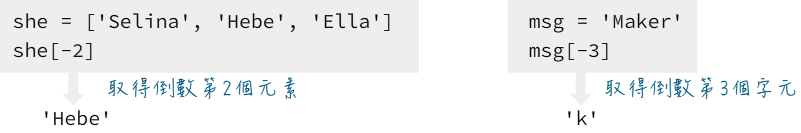 she = ['Selina', 'Hebe', 'Ella']
she[-2]
取得倒數第2個元素
'Hebe'
msg = 'Maker'
msg[-3]
取得倒數第3個字元
'k'